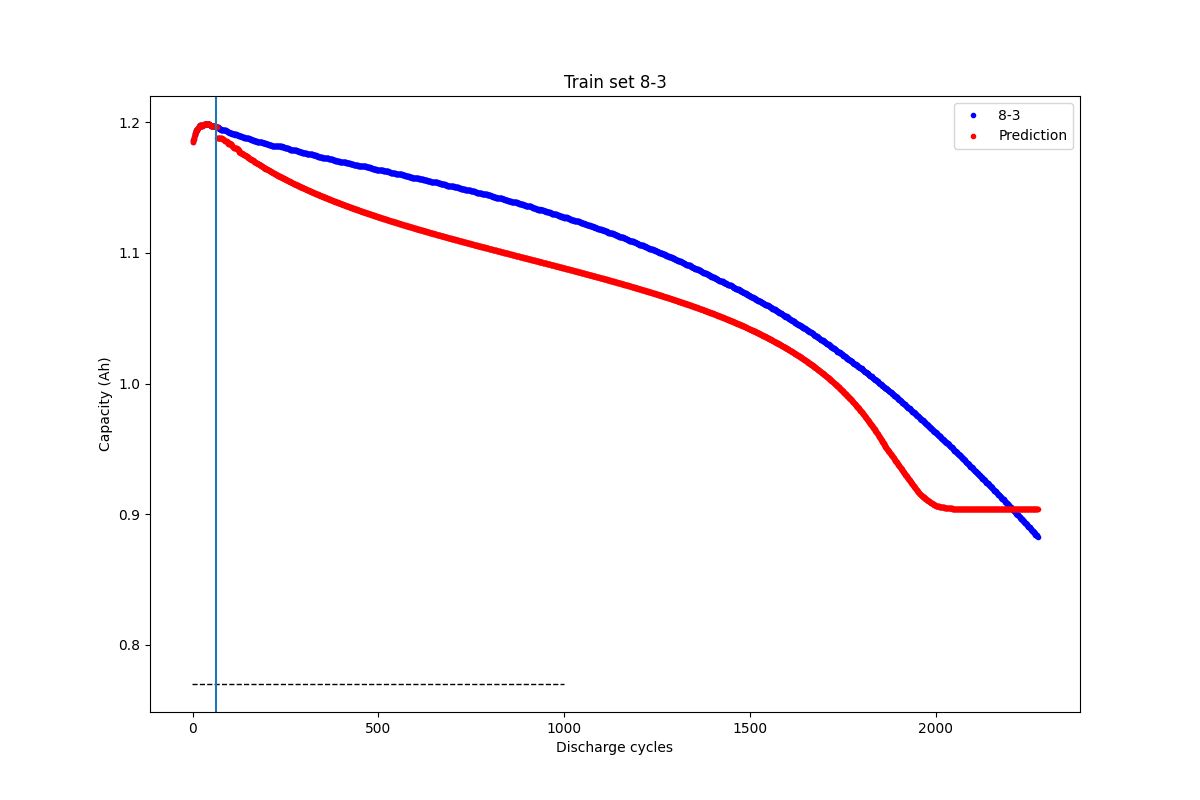 Train set 8-3
8-3
Prediction
Capacity (Ah)
1.2
1.1
1.0
0.9
0.8
0
500
1000
1500
2000
Discharge cycles